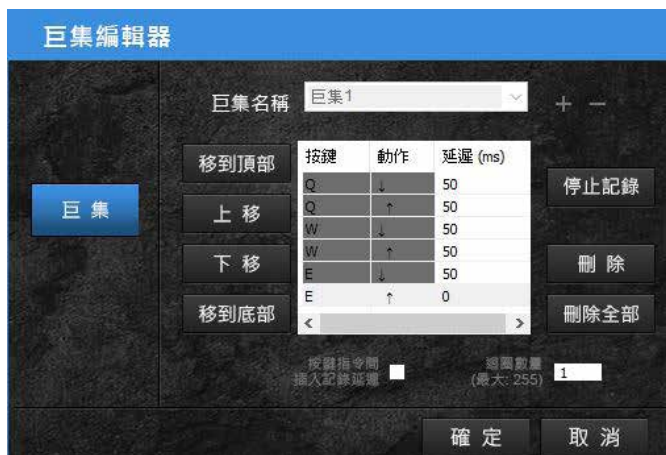 巨集編輯器
巨集名稱 巨集1 + −
移到頂部
上 移
下 移
移到底部
巨 集
按鍵 動作 延遲 (ms)
Q ↓ 50
Q ↑ 50
W ↓ 50
W ↑ 50
E ↓ 50
E ↑ 0
停止記錄
刪 除
刪除全部
按鍵指令間
插入記錄延遲
迴圈數量
(最大: 255) 1
確 定 取 消